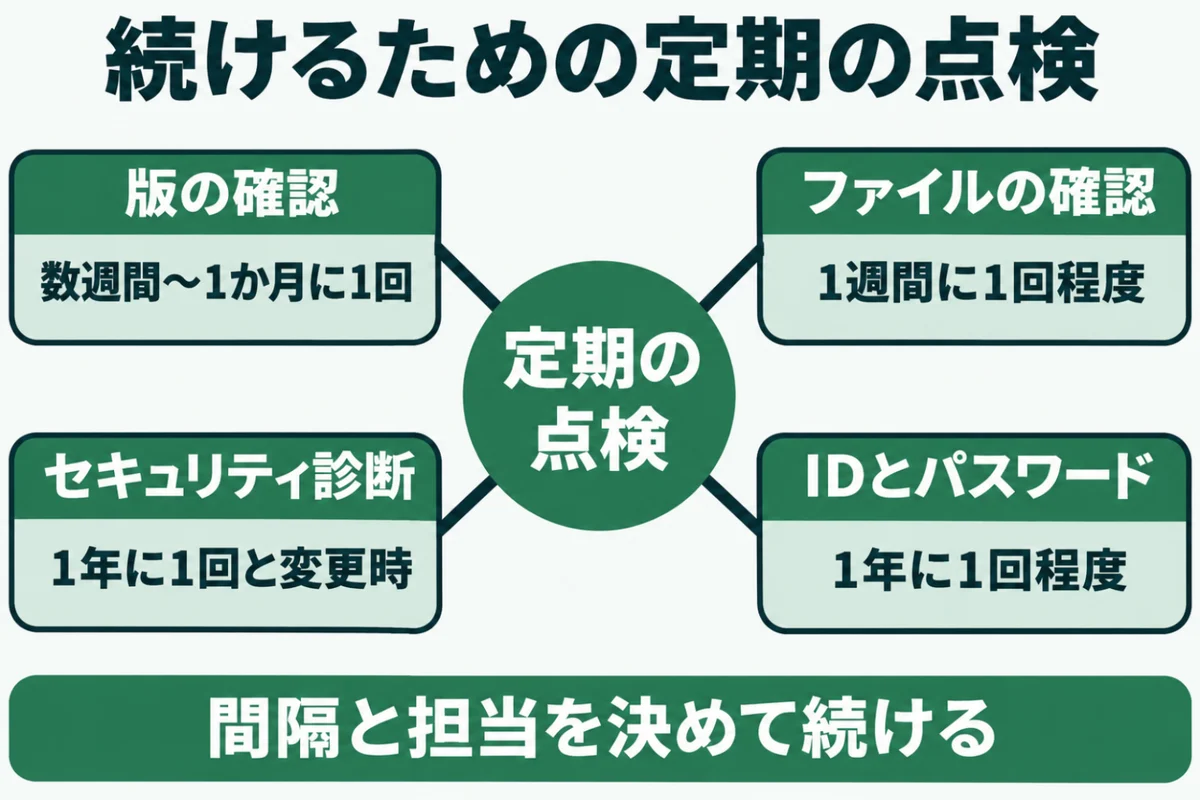 続けるための定期の点検
版の確認
数週間～1か月に1回
ファイルの確認
1週間に1回程度
定期の
点検
セキュリティ診断
1年に1回と変更時
IDとパスワード
1年に1回程度
間隔と担当を決めて続ける